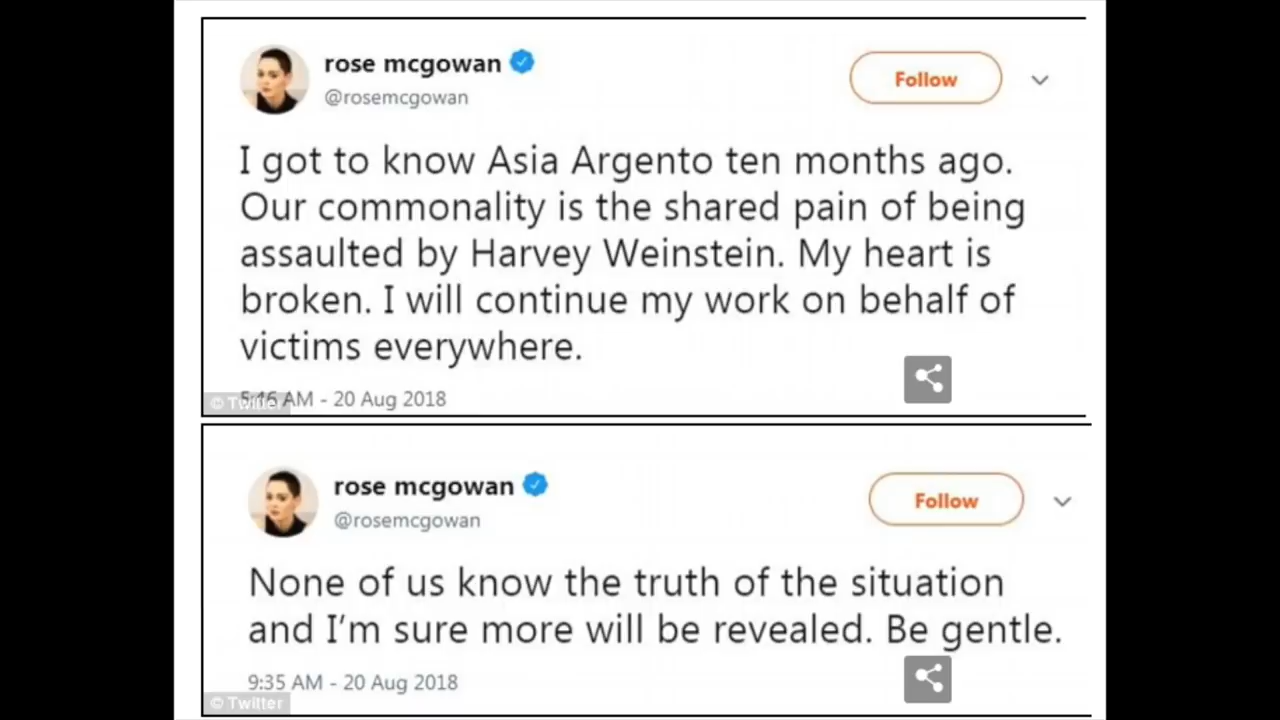 rose mcgowan
@rosemcgowan
Follow
I got to know Asia Argento ten months ago.
Our commonality is the shared pain of being
assaulted by Harvey Weinstein. My heart is
broken. I will continue my work on behalf of
victims everywhere.
5:46 AM - 20 Aug 2018
© Twitter
rose mcgowan
@rosemcgowan
Follow
None of us know the truth of the situation
and I'm sure more will be revealed. Be gentle.
9:35 AM - 20 Aug 2018
© Twitter